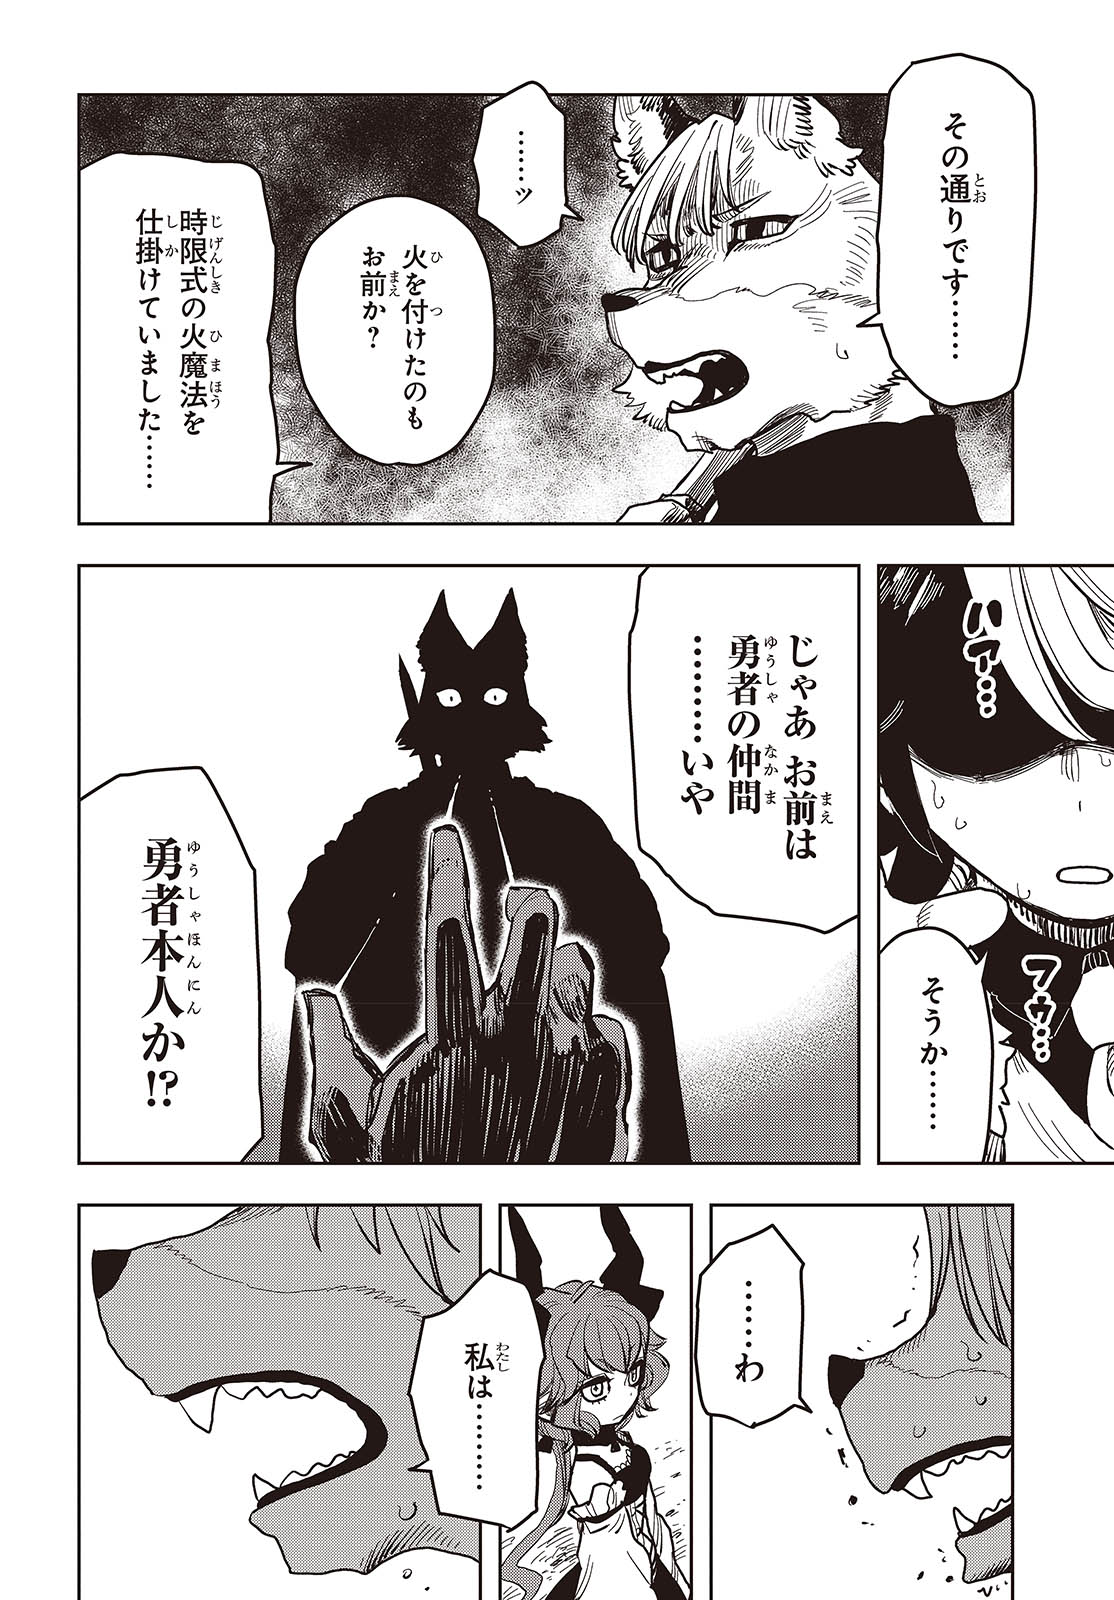 その通りです……
……ッ
火を付けたのも
お前か?
時限式の火魔法を
仕掛けていました……
ハァ…
フゥ…
そうか……
じゃあ お前は
勇者の仲間
………いや
勇者本人か!?
……わ
私は………